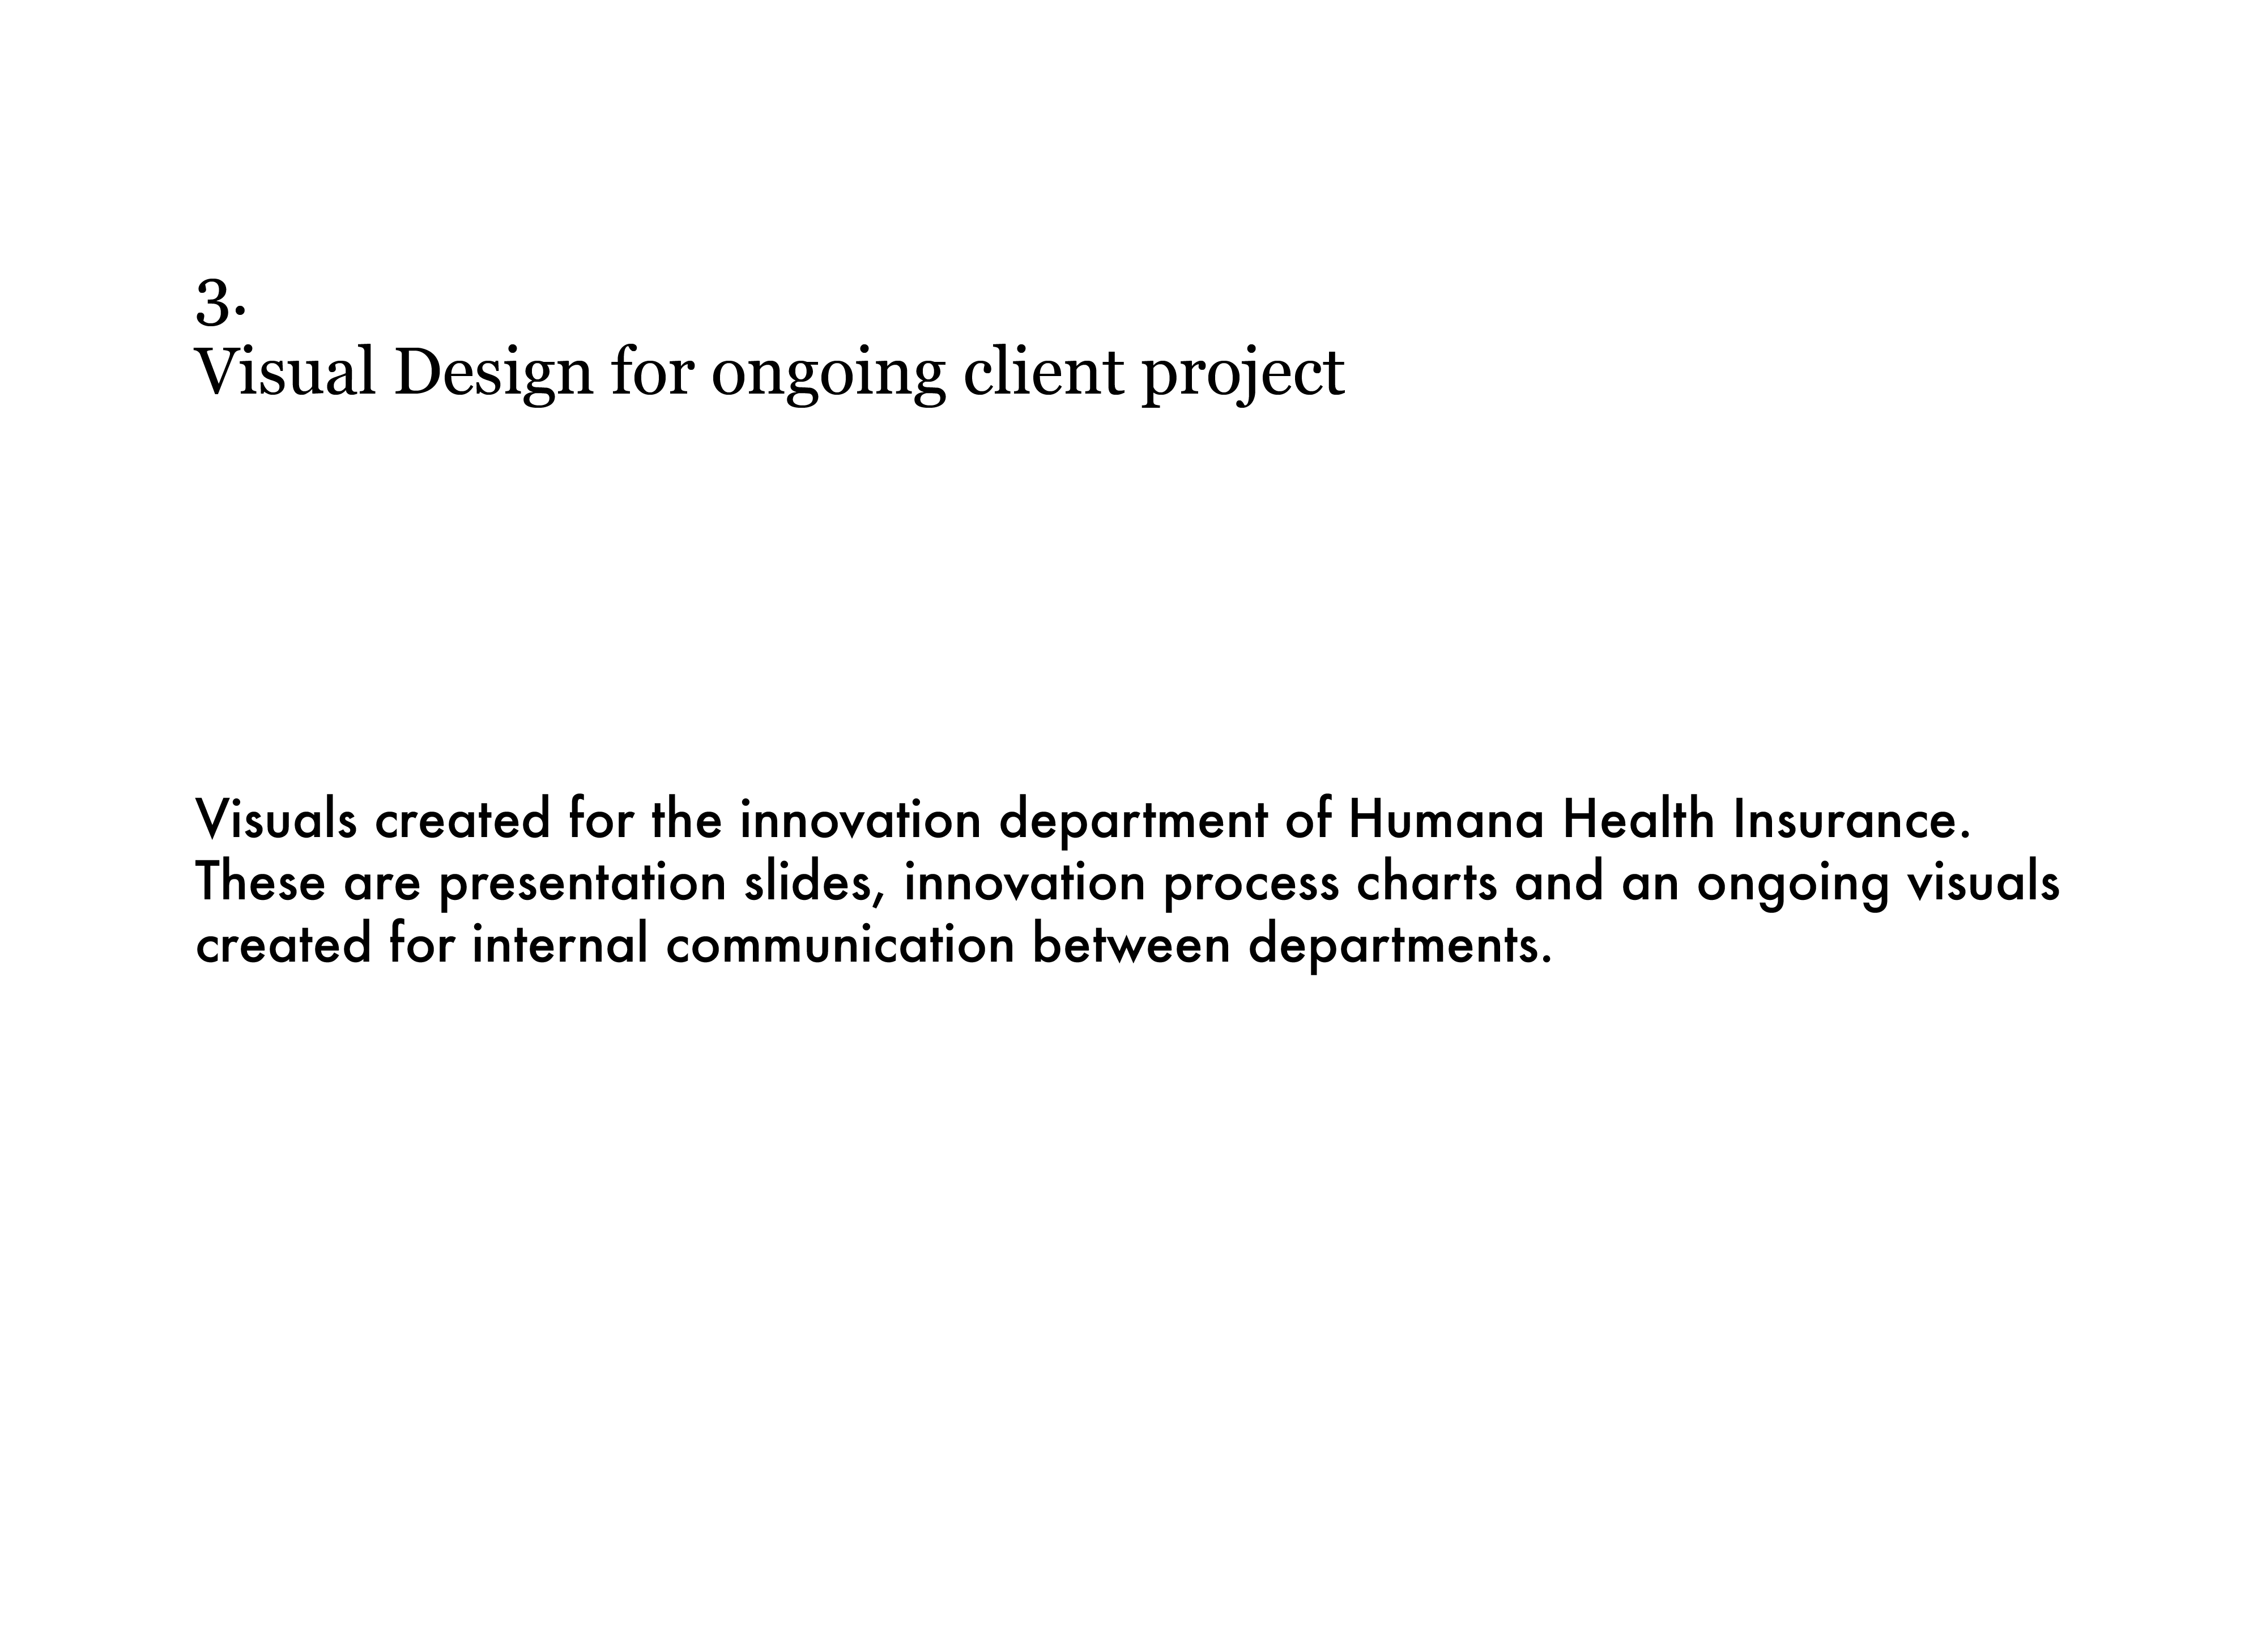 3.
Visual Design for ongoing client project
Visuals created for the innovation department of Humana Health Insurance.
These are presentation slides, innovation process charts and an ongoing visuals
created for internal communication between departments.